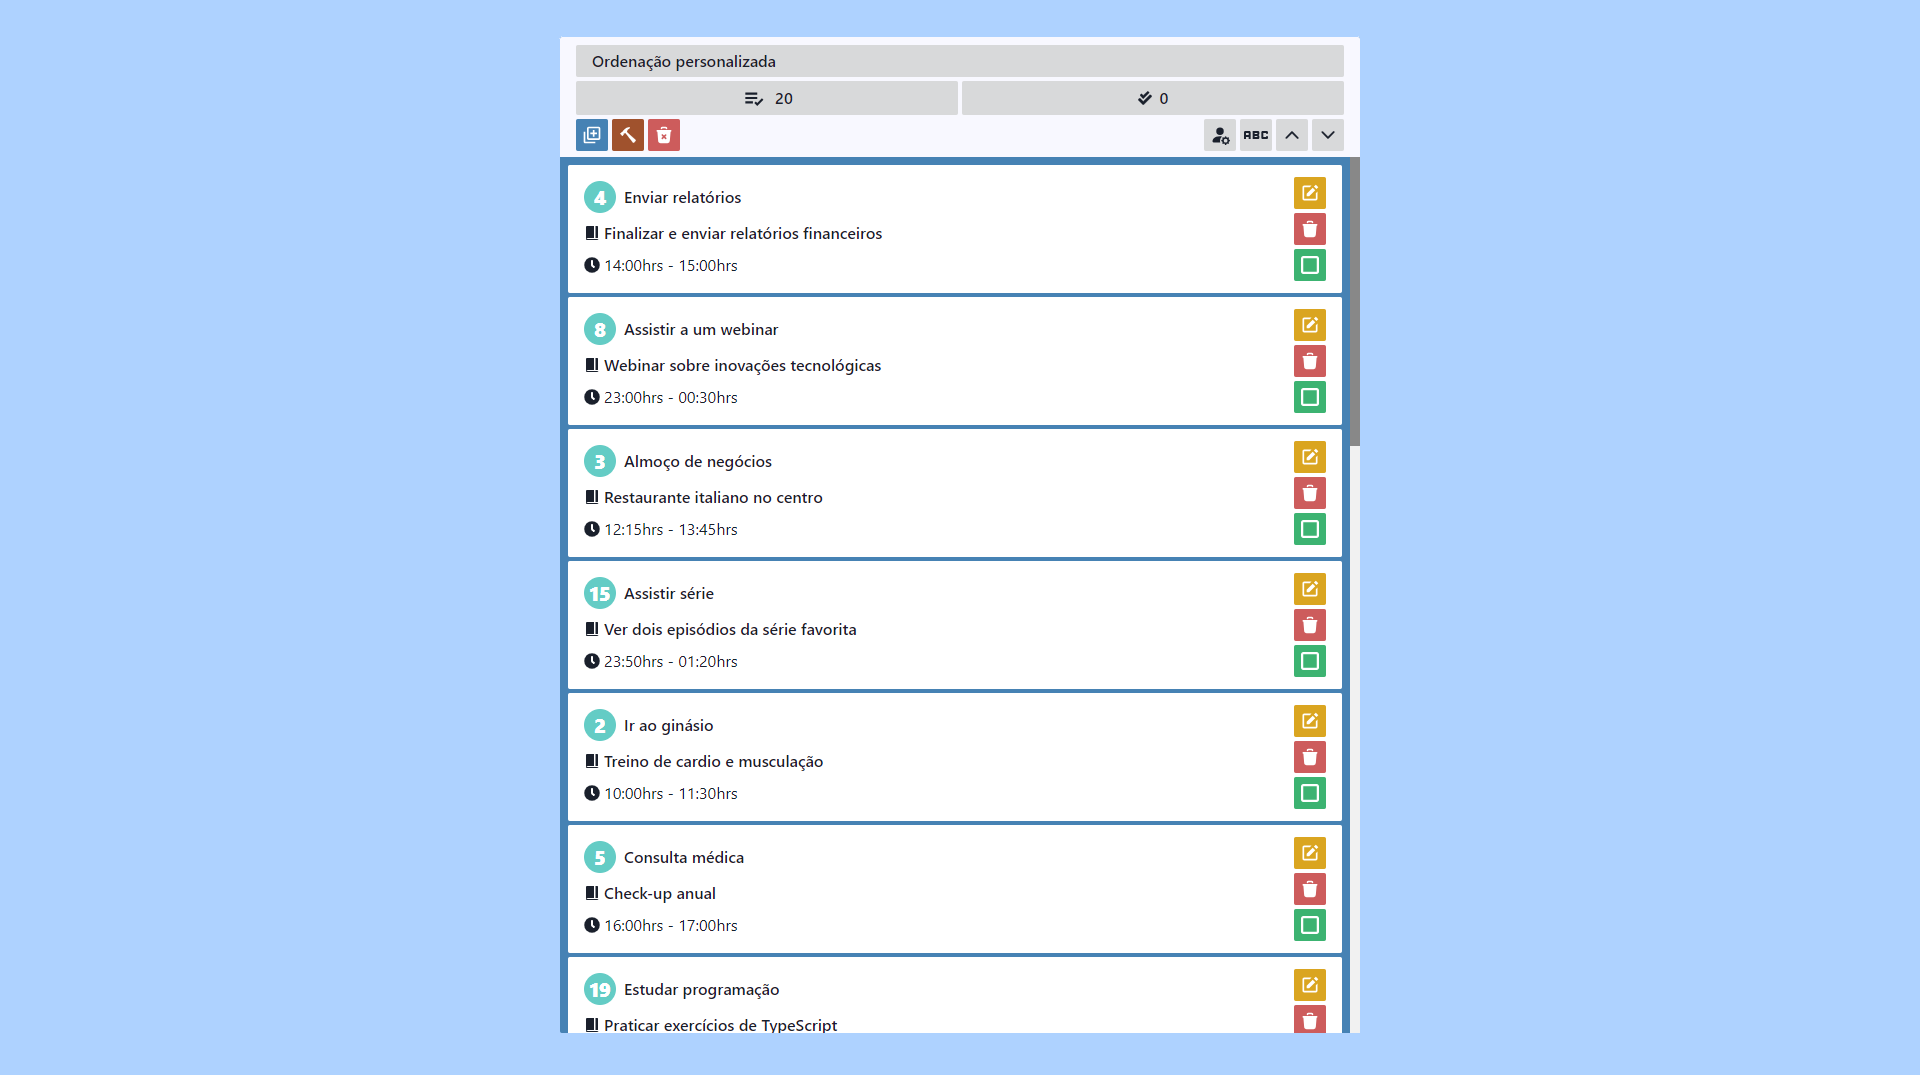 Ordenação personalizada
20
0
ABC
4 Enviar relatórios
Finalizar e enviar relatórios financeiros
14:00hrs - 15:00hrs
8 Assistir a um webinar
Webinar sobre inovações tecnológicas
23:00hrs - 00:30hrs
3 Almoço de negócios
Restaurante italiano no centro
12:15hrs - 13:45hrs
15 Assistir série
Ver dois episódios da série favorita
23:50hrs - 01:20hrs
2 Ir ao ginásio
Treino de cardio e musculação
10:00hrs - 11:30hrs
5 Consulta médica
Check-up anual
16:00hrs - 17:00hrs
19 Estudar programação
Praticar exercícios de TypeScript